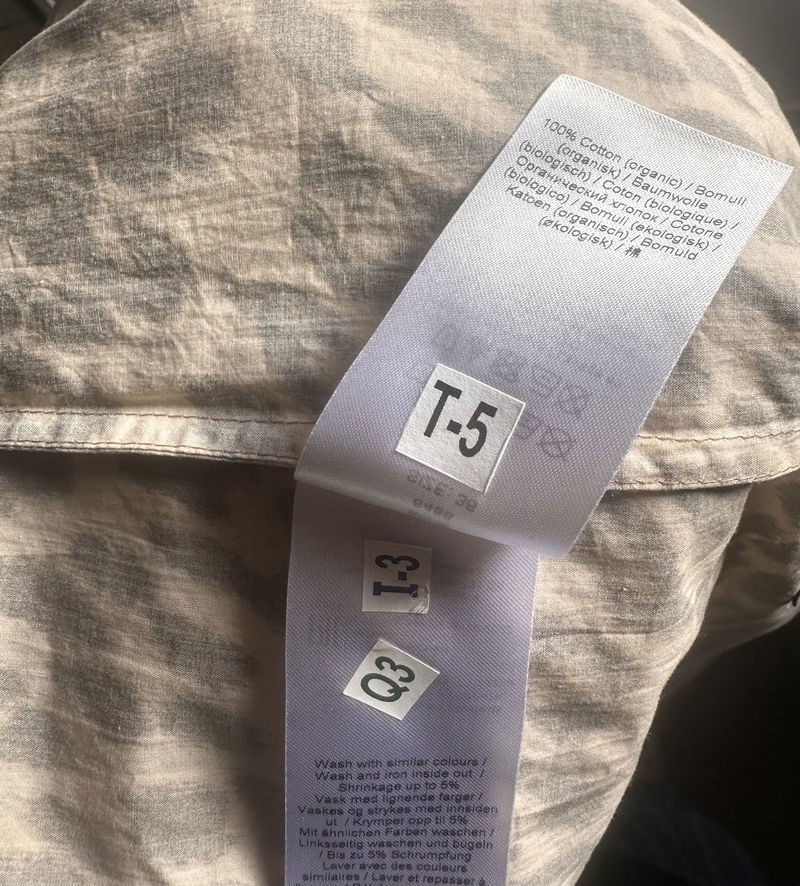 100% Cotton (organic) / Bomull
(organisk) / Baumwolle
(biologisch) / Coton (biologique) /
Органический хлопок / Cotone
(biologico) / Bomull (ekologisk) /
Katoen (organisch) / Bomuld
(økologisk) / 棉
T-5
SIZE: 36
I-3
Q3
Wash with similar colours /
Wash and iron inside out /
Shrinkage up to 5%
Vask med lignende farger /
Vaskes og strykes med innsiden
ut / Krymper opp til 5%
Mit ähnlichen Farben waschen /
Linksseitig waschen und bügeln
/ Bis zu 5% Schrumpfung
Laver avec des couleurs
similaires / Laver et repasser à